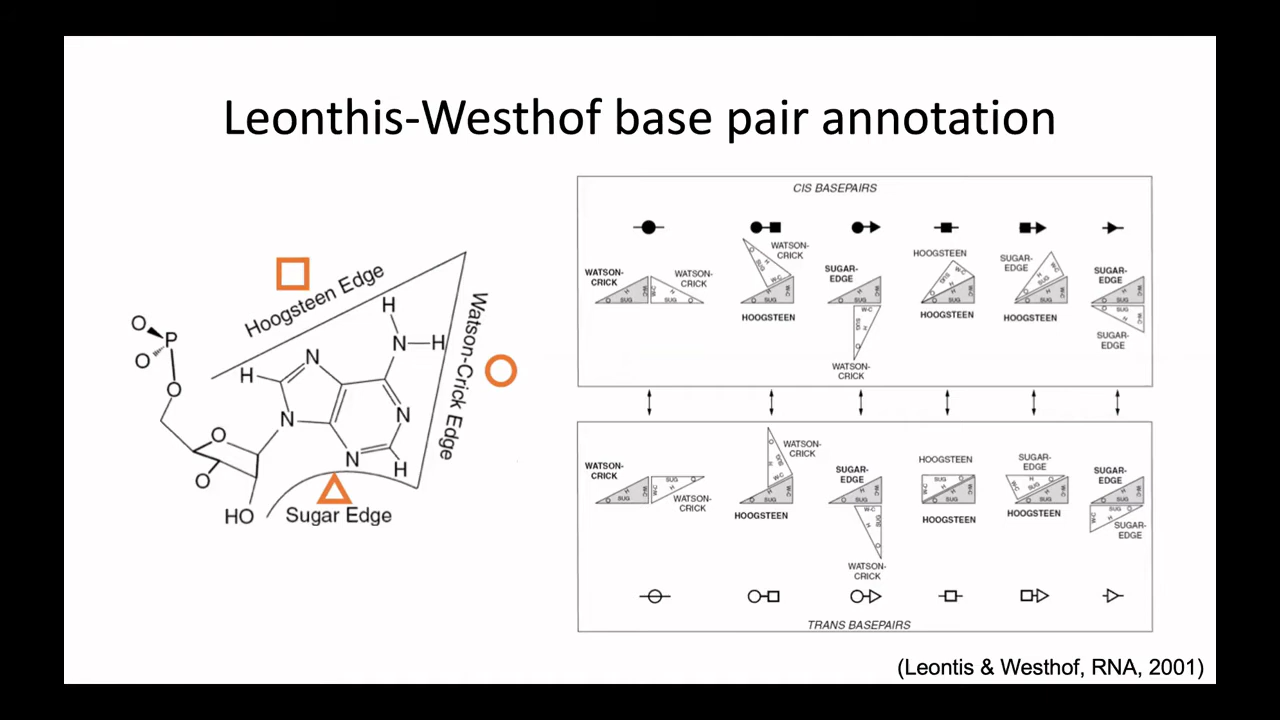 Leonthis-Westhof base pair annotation
Hoogsteen Edge
Watson-Crick Edge
Sugar Edge
O
O
P
O
O
O
HO
H
N
N
N
N
H
N
H
H
CIS BASEPAIRS
WATSON-
CRICK
WATSON-
CRICK
WATSON-
CRICK
HOOGSTEEN
SUGAR-
EDGE
WATSON-
CRICK
HOOGSTEEN
HOOGSTEEN
SUGAR-
EDGE
HOOGSTEEN
SUGAR-
EDGE
SUGAR-
EDGE
WATSON-
CRICK
WATSON-
CRICK
WATSON-
CRICK
HOOGSTEEN
SUGAR-
EDGE
WATSON-
CRICK
HOOGSTEEN
HOOGSTEEN
SUGAR-
EDGE
HOOGSTEEN
SUGAR-
EDGE
SUGAR-
EDGE
TRANS BASEPAIRS
(Leontis & Westhof, RNA, 2001)